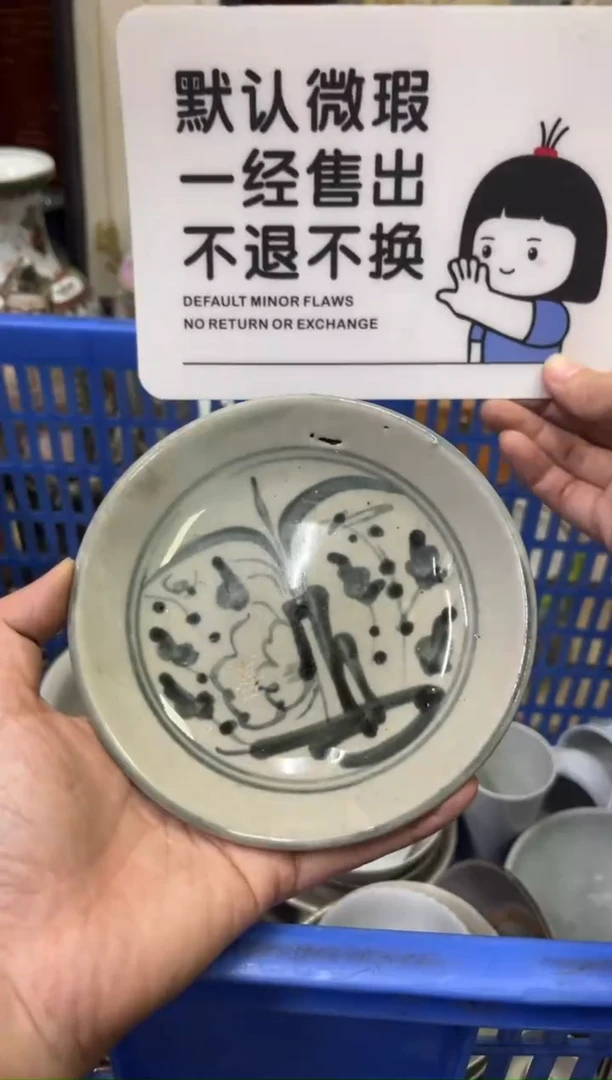 默认微瑕
一经售出
不退不换
DEFAULT MINOR FLAWS
NO RETURN OR EXCHANGE